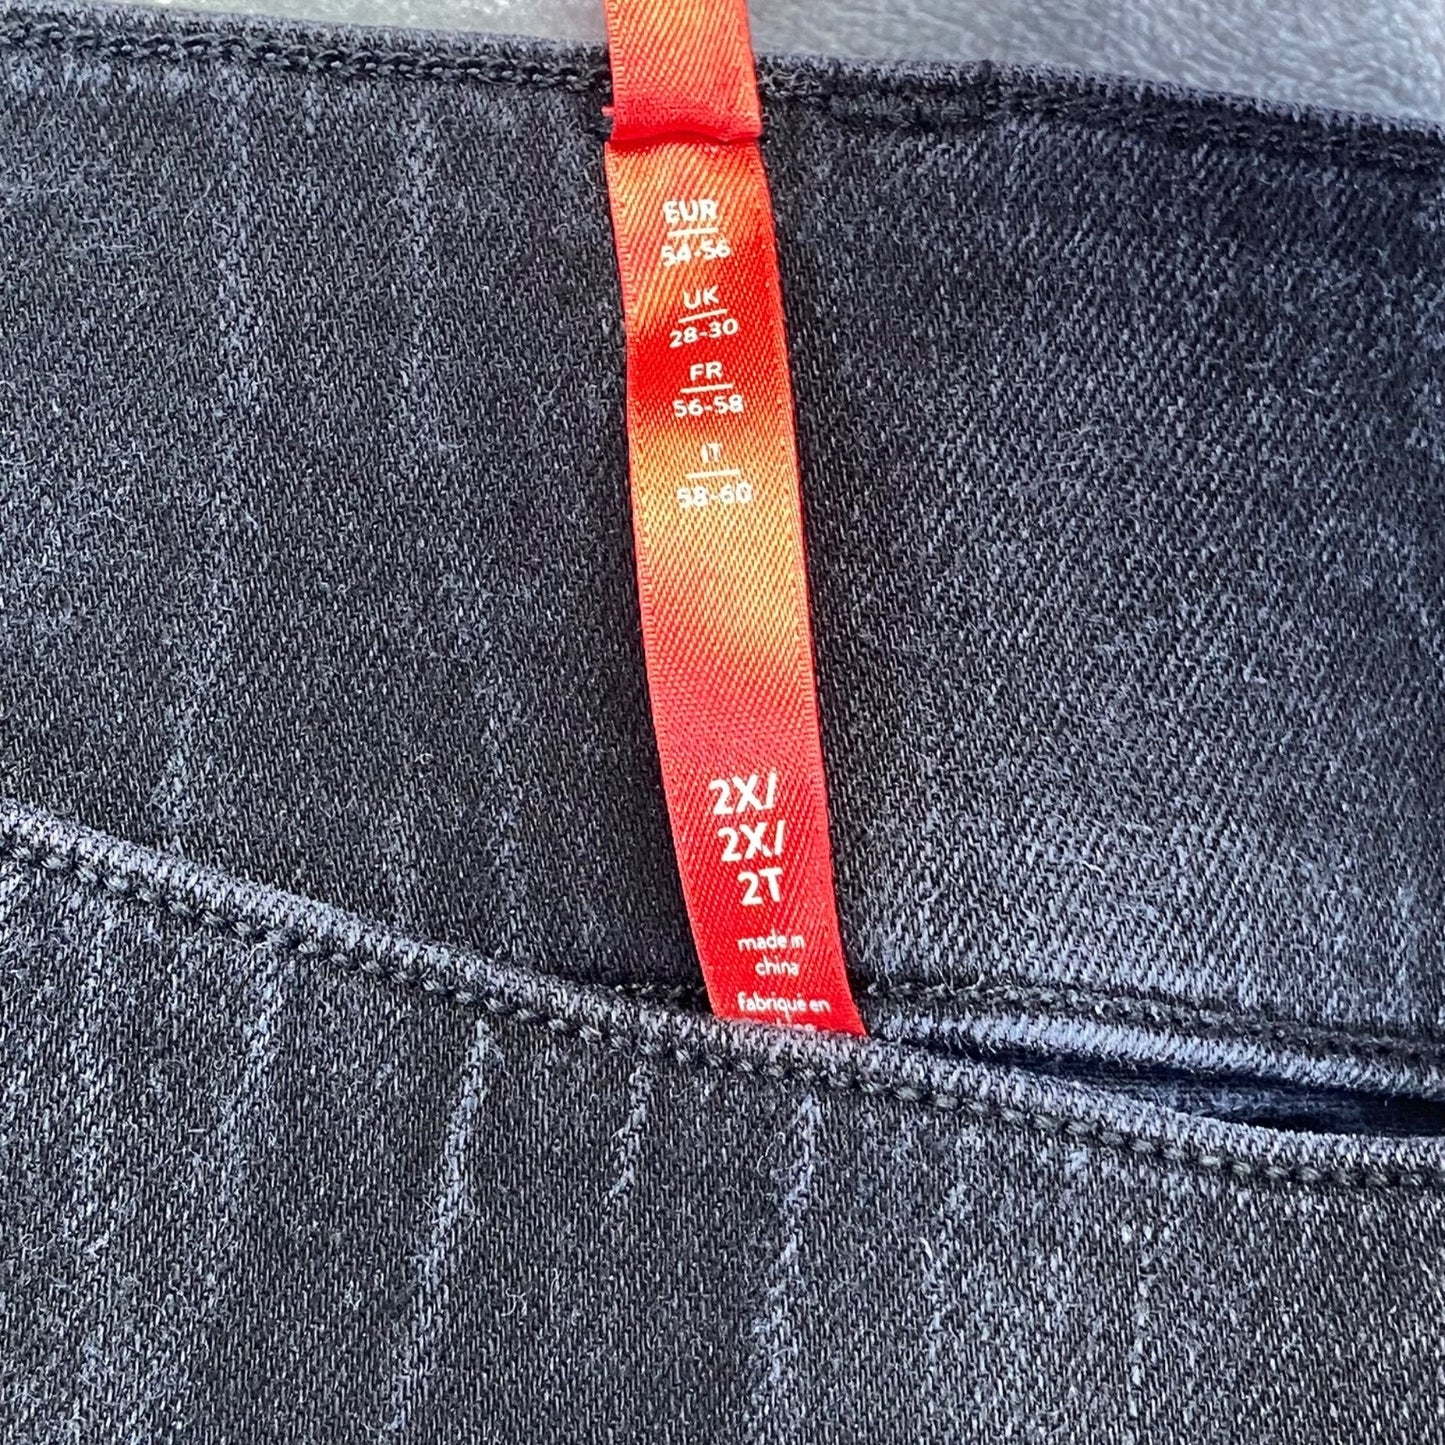 EUR
54-56
UK
28-30
FR
56-58
IT
58-60
2X/
2X/
2T
made in
china
fabriqué en